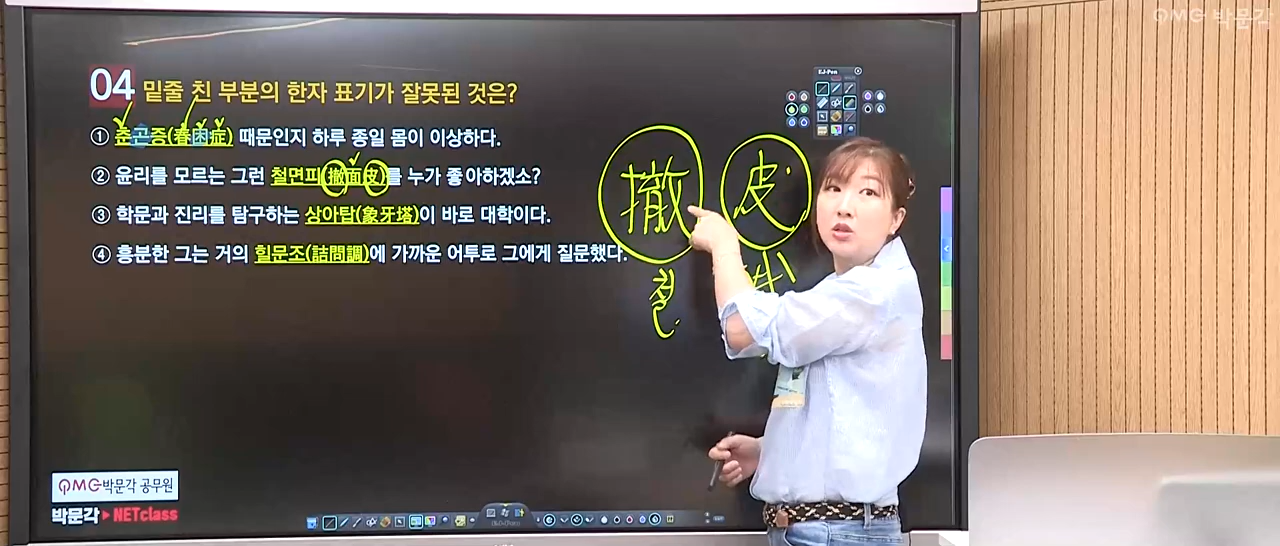 QMG 박문각
04 밑줄 친 부분의 한자 표기가 잘못된 것은?
① 춘곤증(春困症) 때문인지 하루 종일 몸이 이상하다.
② 윤리를 모르는 그런 철면피(撤面皮)를 누가 좋아하겠소?
③ 학문과 진리를 탐구하는 상아탑(象牙塔)이 바로 대학이다.
④ 흥분한 그는 거의 힐문조(詰問調)에 가까운 어투로 그에게 질문했다.
撤 皮
철
QMG박문각 공무원
박문각 ▶ NETclass